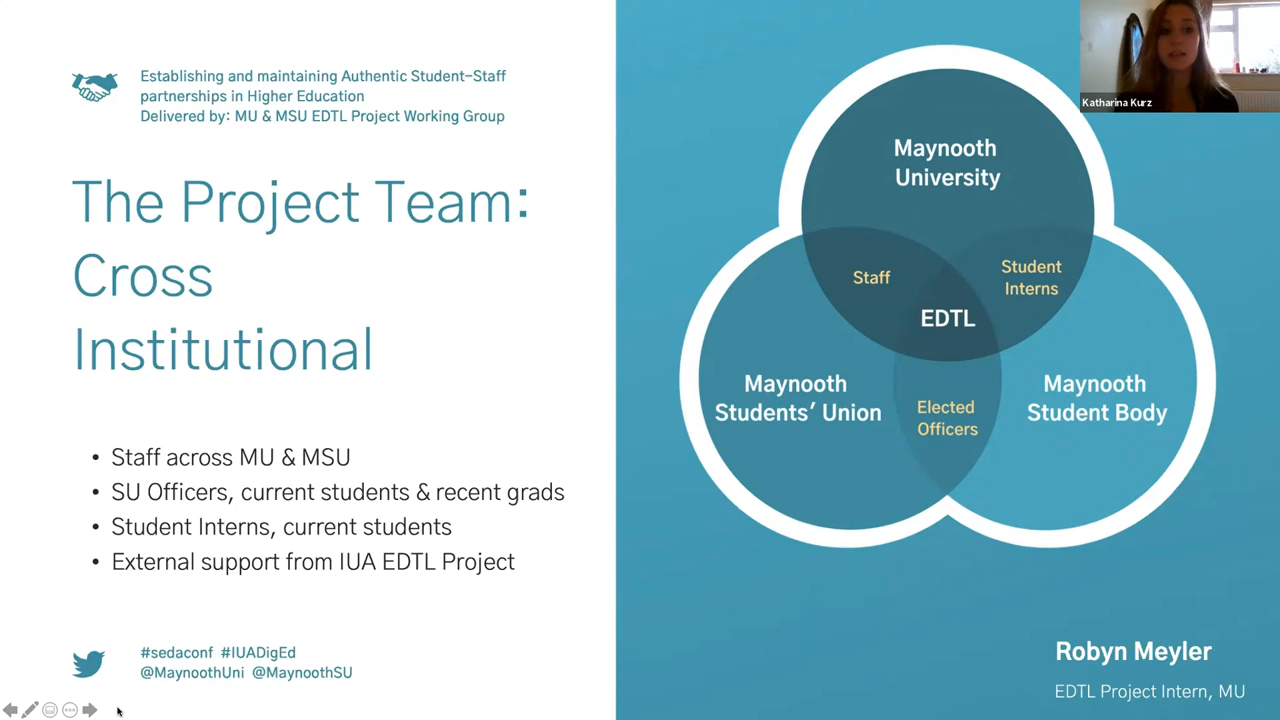 Establishing and maintaining Authentic Student-Staff
partnerships in Higher Education
Delivered by: MU & MSU EDTL Project Working Group
The Project Team:
Cross
Institutional
• Staff across MU & MSU
• SU Officers, current students & recent grads
• Student Interns, current students
• External support from IUA EDTL Project
#sedaconf #IUADigEd
@MaynoothUni @MaynoothSU
Katharina Kurz
Maynooth
University
Staff
Student
Interns
EDTL
Maynooth
Students' Union
Elected
Officers
Maynooth
Student Body
Robyn Meyler
EDTL Project Intern, MU